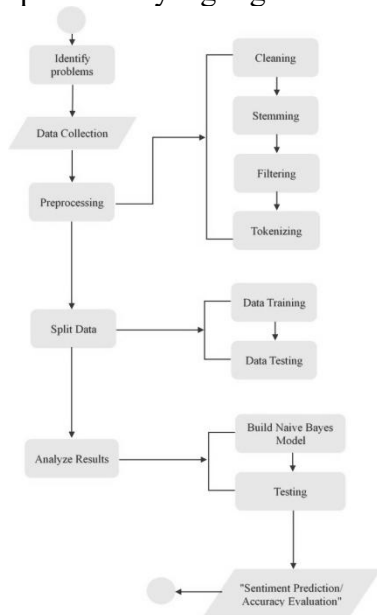 Identify
problems
Data Collection
Preprocessing
Split Data
Analyze Results
Cleaning
Stemming
Filtering
Tokenizing
Data Training
Data Testing
Build Naive Bayes
Model
Testing
"Sentiment Prediction/
Accuracy Evaluation"